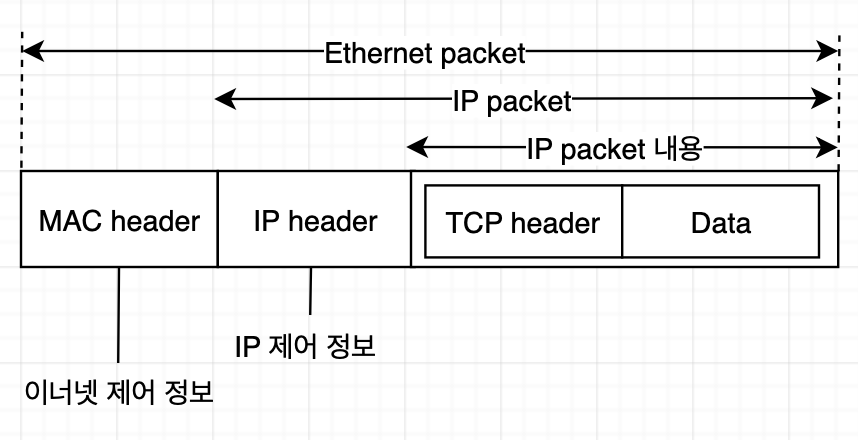 Ethernet packet
IP packet
IP packet 내용
MAC header
IP header
TCP header
Data
IP 제어 정보
이너넷 제어 정보